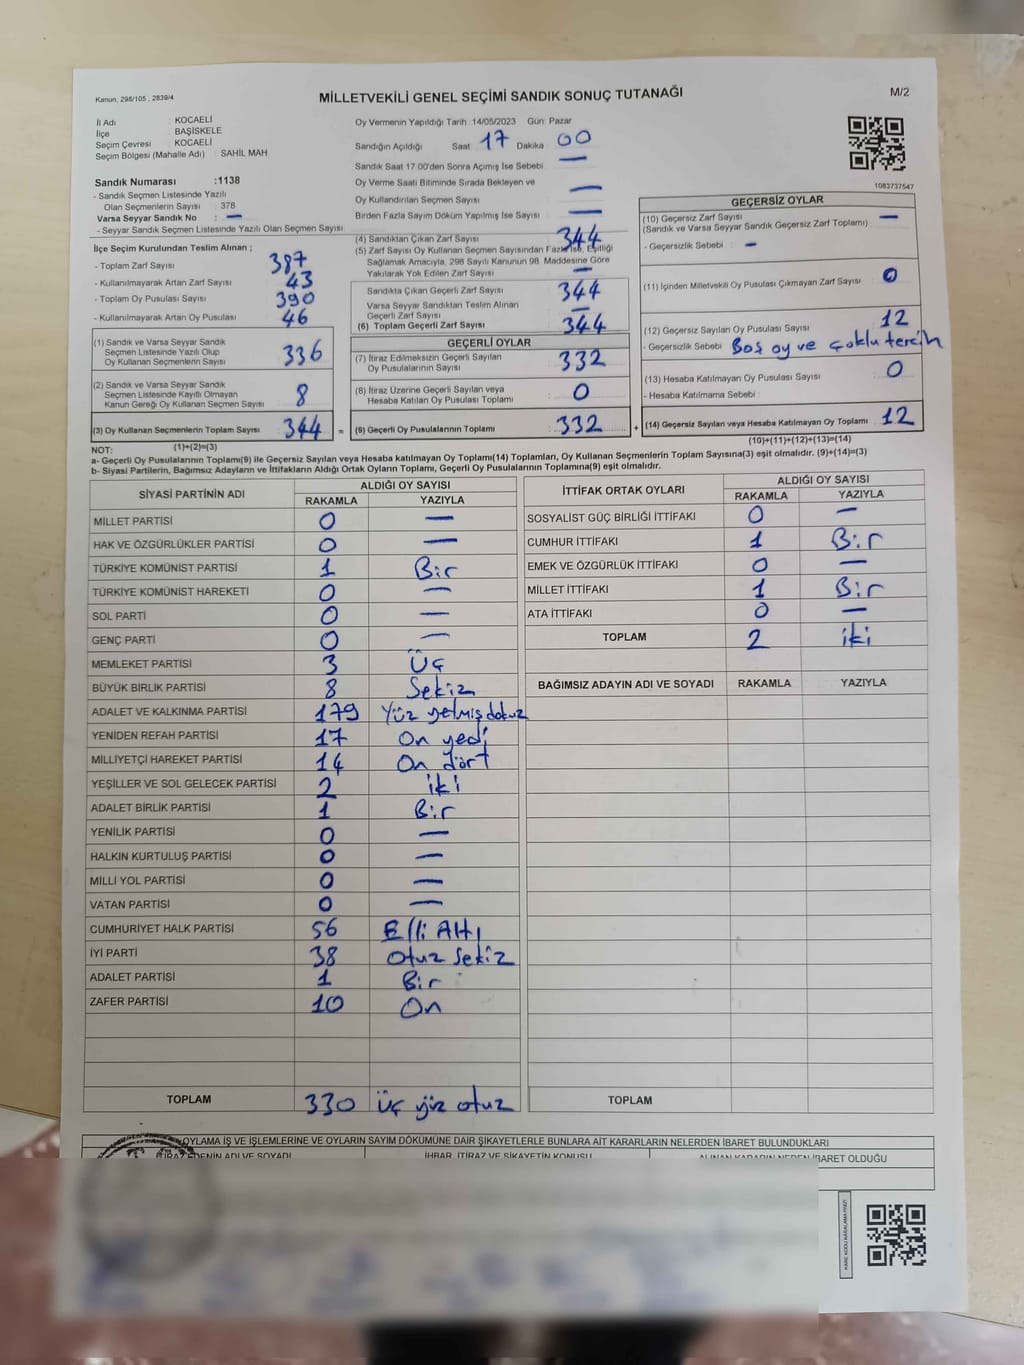 Kanun, 298/105 , 2839/4
MİLLETVEKİLİ GENEL SEÇİMİ SANDIK SONUÇ TUTANAĞI
M/2
İl Adı : KOCAELİ
İlçe : BAŞİSKELE
Seçim Çevresi : KOCAELİ
Seçim Bölgesi (Mahalle Adı) : SAHİL MAH
Sandık Numarası :1138
- Sandık Seçmen Listesinde Yazılı
Olan Seçmenlerin Sayısı : 378
Varsa Seyyar Sandık No : —
- Seyyar Sandık Seçmen Listesinde Yazılı Olan Seçmen Sayısı
Oy Vermenin Yapıldığı Tarih :14/05/2023 Gün: Pazar
Sandığın Açıldığı Saat 17 Dakika 00
Sandık Saat 17:00'den Sonra Açılmış İse Sebebi —
Oy Verme Saati Bitiminde Sırada Bekleyen ve
Oy Kullandırılan Seçmen Sayısı —
Birden Fazla Sayım Döküm Yapılmış İse Sayısı —
1083737547
İlçe Seçim Kurulundan Teslim Alınan ;
- Toplam Zarf Sayısı 387
- Kullanılmayarak Artan Zarf Sayısı 43
- Toplam Oy Pusulası Sayısı 390
- Kullanılmayarak Artan Oy Pusulası 46
(1) Sandık ve Varsa Seyyar Sandık
Seçmen Listesinde Yazılı Olup
Oy Kullanan Seçmenlerin Sayısı 336
(2) Sandık ve Varsa Seyyar Sandık
Seçmen Listelerinde Kayıtlı Olmayan
Kanun Gereği Oy Kullanan Seçmen Sayısı 8
(3) Oy Kullanan Seçmenlerin Toplam Sayısı 344 =
(4) Sandıktan Çıkan Zarf Sayısı 344
(5) Zarf Sayısı Oy Kullanan Seçmen Sayısından Fazla İse, Eşitliği
Sağlamak Amacıyla, 298 Sayılı Kanunun 98. Maddesine Göre
Yakılarak Yok Edilen Zarf Sayısı —
Sandıkta Çıkan Geçerli Zarf Sayısı 344
Varsa Seyyar Sandıktan Teslim Alınan
Geçerli Zarf Sayısı —
(6) Toplam Geçerli Zarf Sayısı 344
GEÇERLİ OYLAR
(7) İtiraz Edilmeksizin Geçerli Sayılan
Oy Pusulalarının Sayısı 332
(8) İtiraz Üzerine Geçerli Sayılan veya
Hesaba Katılan Oy Pusulası Toplamı 0
(9) Geçerli Oy Pusulalarının Toplamı 332 +
GEÇERSİZ OYLAR
(10) Geçersiz Zarf Sayısı —
(Sandık ve Varsa Seyyar Sandık Geçersiz Zarf Toplamı)
- Geçersizlik Sebebi : —
(11) İçinden Milletvekili Oy Pusulası Çıkmayan Zarf Sayısı 0
(12) Geçersiz Sayılan Oy Pusulası Sayısı 12
- Geçersizlik Sebebi : Boş oy ve çoklu tercih
(13) Hesaba Katılmayan Oy Pusulası Sayısı 0
- Hesaba Katılmama Sebebi :
(14) Geçersiz Sayılan veya Hesaba Katılmayan Oy Toplamı 12
NOT: (1)+(2)=(3)
(10)+(11)+(12)+(13)=(14)
a- Geçerli Oy Pusulalarının Toplamı(9) ile Geçersiz Sayılan veya Hesaba Katılmayan Oy Toplamı(14) Toplamları, Oy Kullanan Seçmenlerin Toplam Sayısına(3) eşit olmalıdır. (9)+(14)=(3)
b- Siyasi Partilerin, Bağımsız Adayların ve İttifakların Aldığı Ortak Oyların Toplamı, Geçerli Oy Pusulalarının Toplamına(9) eşit olmalıdır.
SİYASİ PARTİNİN ADI ALDIĞI OY SAYISI
RAKAMLA YAZIYLA
MİLLET PARTİSİ 0 —
HAK VE ÖZGÜRLÜKLER PARTİSİ 0 —
TÜRKİYE KOMÜNİST PARTİSİ 1 Bir
TÜRKİYE KOMÜNİST HAREKETİ 0 —
SOL PARTİ 0 —
GENÇ PARTİ 0 —
MEMLEKET PARTİSİ 3 Üç
BÜYÜK BİRLİK PARTİSİ 8 Sekiz
ADALET VE KALKINMA PARTİSİ 179 Yüz yetmiş dokuz
YENİDEN REFAH PARTİSİ 17 On yedi
MİLLİYETÇİ HAREKET PARTİSİ 14 On dört
YEŞİLLER VE SOL GELECEK PARTİSİ 2 iki
ADALET BİRLİK PARTİSİ 1 Bir
YENİLİK PARTİSİ 0 —
HALKIN KURTULUŞ PARTİSİ 0 —
MİLLİ YOL PARTİSİ 0 —
VATAN PARTİSİ 0 —
CUMHURİYET HALK PARTİSİ 56 Elli Altı
İYİ PARTİ 38 Otuz Sekiz
ADALET PARTİSİ 1 Bir
ZAFER PARTİSİ 10 On
TOPLAM 330 üç yüz otuz
İTTİFAK ORTAK OYLARI ALDIĞI OY SAYISI
RAKAMLA YAZIYLA
SOSYALİST GÜÇ BİRLİĞİ İTTİFAKI 0 —
CUMHUR İTTİFAKI 1 Bir
EMEK VE ÖZGÜRLÜK İTTİFAKI 0 —
MİLLET İTTİFAKI 1 Bir
ATA İTTİFAKI 0 —
TOPLAM 2 iki
BAĞIMSIZ ADAYIN ADI VE SOYADI RAKAMLA YAZIYLA
TOPLAM
OYLAMA İŞ VE İŞLEMLERİNE VE OYLARIN SAYIM DÖKÜMÜNE DAİR ŞİKAYETLERLE BUNLARA AİT KARARLARIN NELERDEN İBARET BULUNDUKLARI
İTİRAZ EDENİN ADI VE SOYADI İHBAR, İTİRAZ VE ŞİKAYETİN KONUSU ALINAN KARARIN NEDEN İBARET OLDUĞU